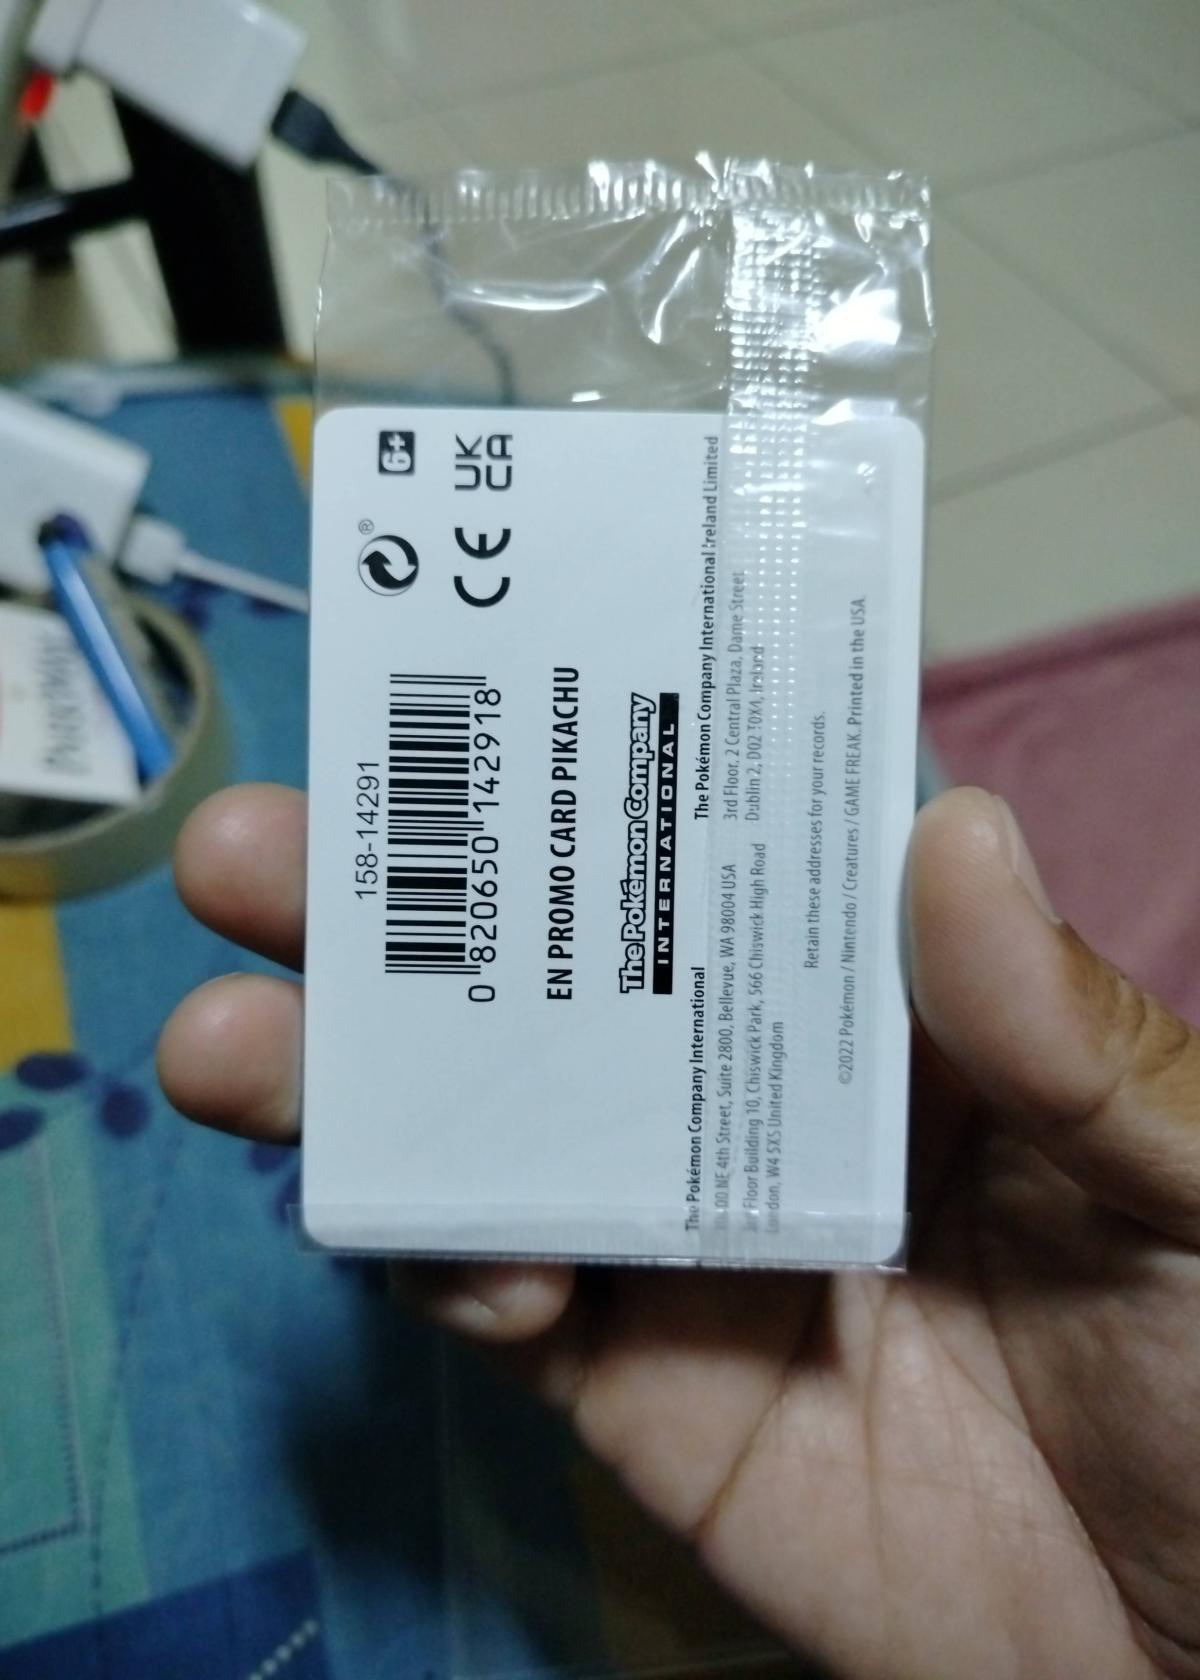 158-14291
0 820650 142918
6+
®
CE
UK
CA
EN PROMO CARD PIKACHU
The Pokémon Company
INTERNATIONAL
The Pokémon Company International
NE 4th Street, Suite 2800, Bellevue, WA 98004 USA
Floor Building 10, Chiswick Park, 566 Chiswick High Road
London, W4 5XS United Kingdom
The Pokémon Company International Ireland Limited
3rd Floor, 2 Central Plaza, Dame Street
Dublin 2, D02 T0X4, Ireland
Retain these addresses for your records.
©2022 Pokémon / Nintendo / Creatures / GAME FREAK. Printed in the USA.